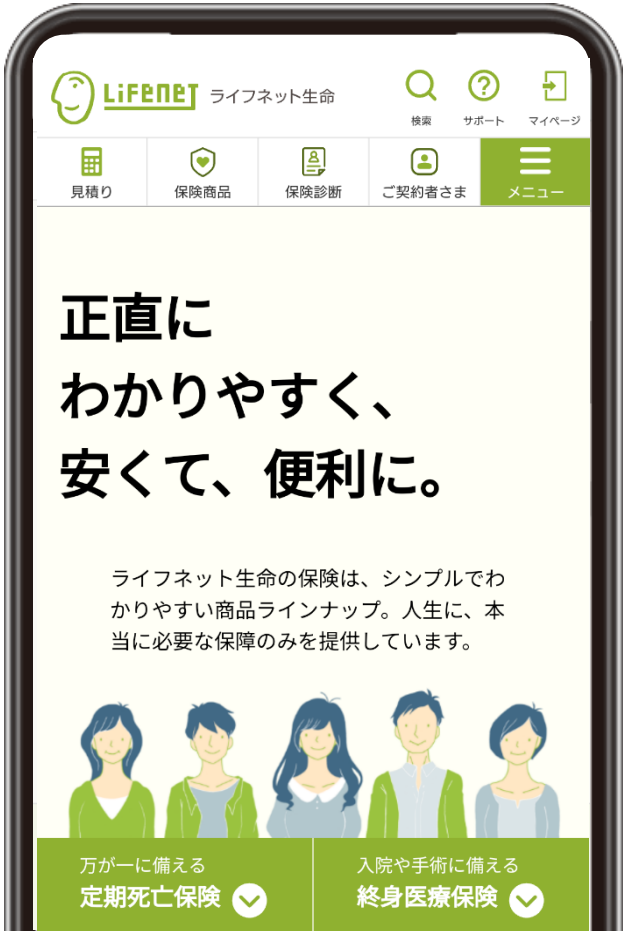 LIFENET ライフネット生命
検索 サポート マイページ
見積り 保険商品 保険診断 ご契約者さま メニュー
正直に
わかりやすく、
安くて、便利に。
ライフネット生命の保険は、シンプルでわ
かりやすい商品ラインナップ。人生に、本
当に必要な保障のみを提供しています。
万が一に備える
定期死亡保険
入院や手術に備える
終身医療保険